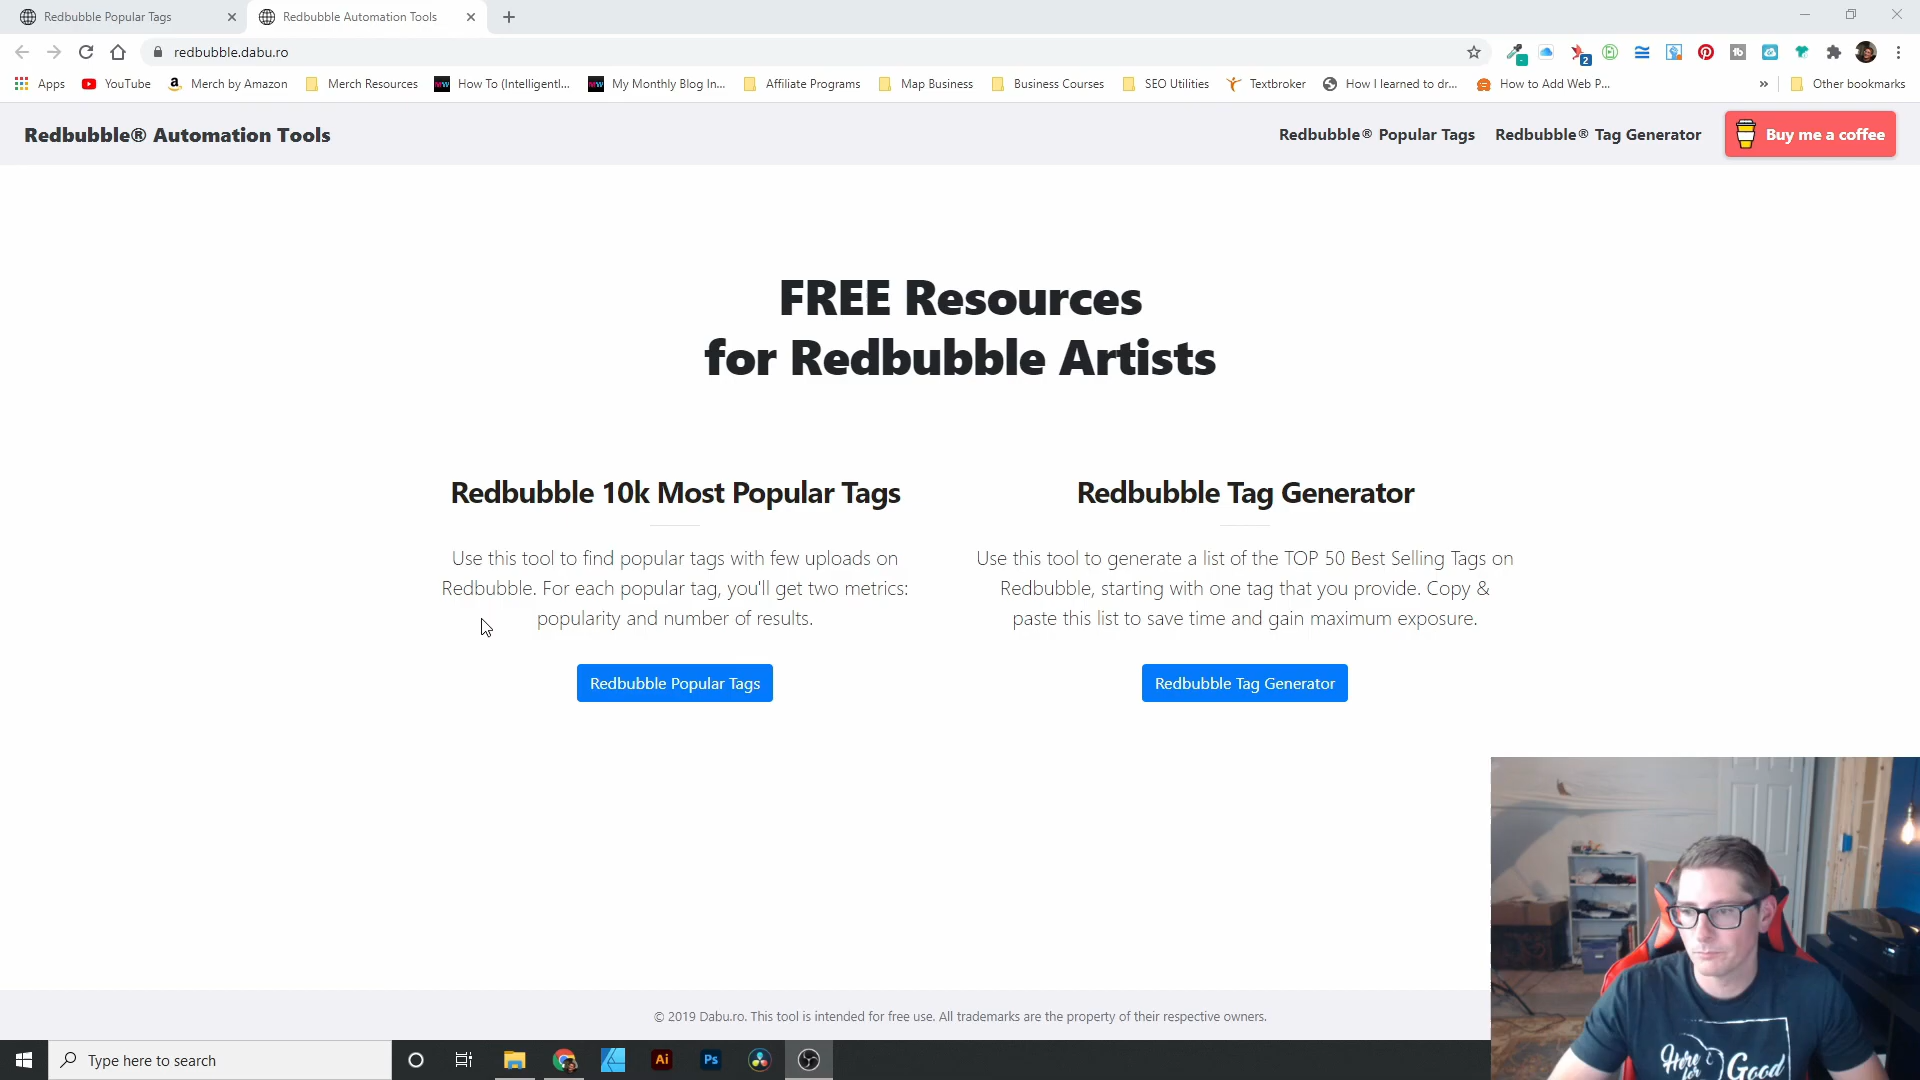 Redbubble Popular Tags
Redbubble Automation Tools
redbubble.dabu.ro
2
Apps
YouTube
Merch by Amazon
Merch Resources
How To (Intelligentl...
My Monthly Blog In...
Affiliate Programs
Map Business
Business Courses
SEO Utilities
Textbroker
How I learned to dr...
How to Add Web P...
»
Other bookmarks
Redbubble® Automation Tools
Redbubble® Popular Tags
Redbubble® Tag Generator
Buy me a coffee
FREE Resources
for Redbubble Artists
Redbubble 10k Most Popular Tags
Use this tool to find popular tags with few uploads on
Redbubble. For each popular tag, you'll get two metrics:
popularity and number of results.
Redbubble Popular Tags
Redbubble Tag Generator
Use this tool to generate a list of the TOP 50 Best Selling Tags on
Redbubble, starting with one tag that you provide. Copy &
paste this list to save time and gain maximum exposure.
Redbubble Tag Generator
Here for Good
© 2019 Dabu.ro. This tool is intended for free use. All trademarks are the property of their respective owners.
Type here to search
Ai
Ps